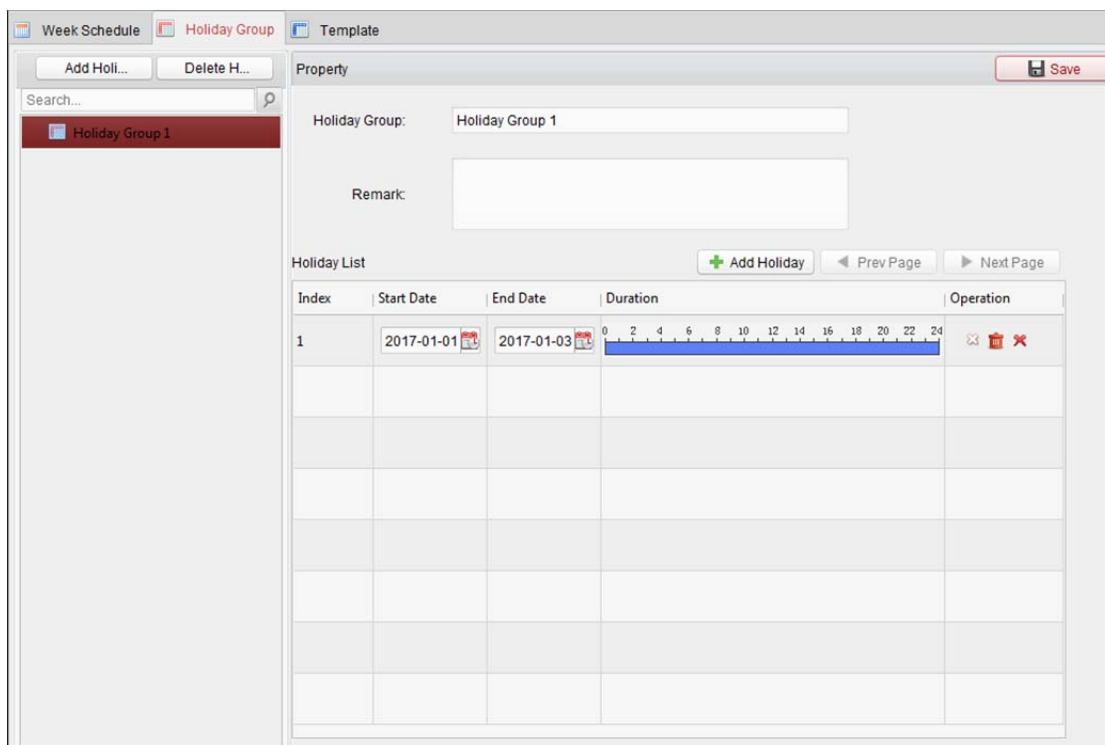 Week Schedule Holiday Group Template
Add Holi... Delete H... Property Save
Search...
Holiday Group 1
Holiday Group: Holiday Group 1
Remark:
Holiday List Add Holiday Prev Page Next Page
Index Start Date End Date Duration Operation
0 2 4 6 8 10 12 14 16 18 20 22 24
1 2017-01-01 2017-01-03